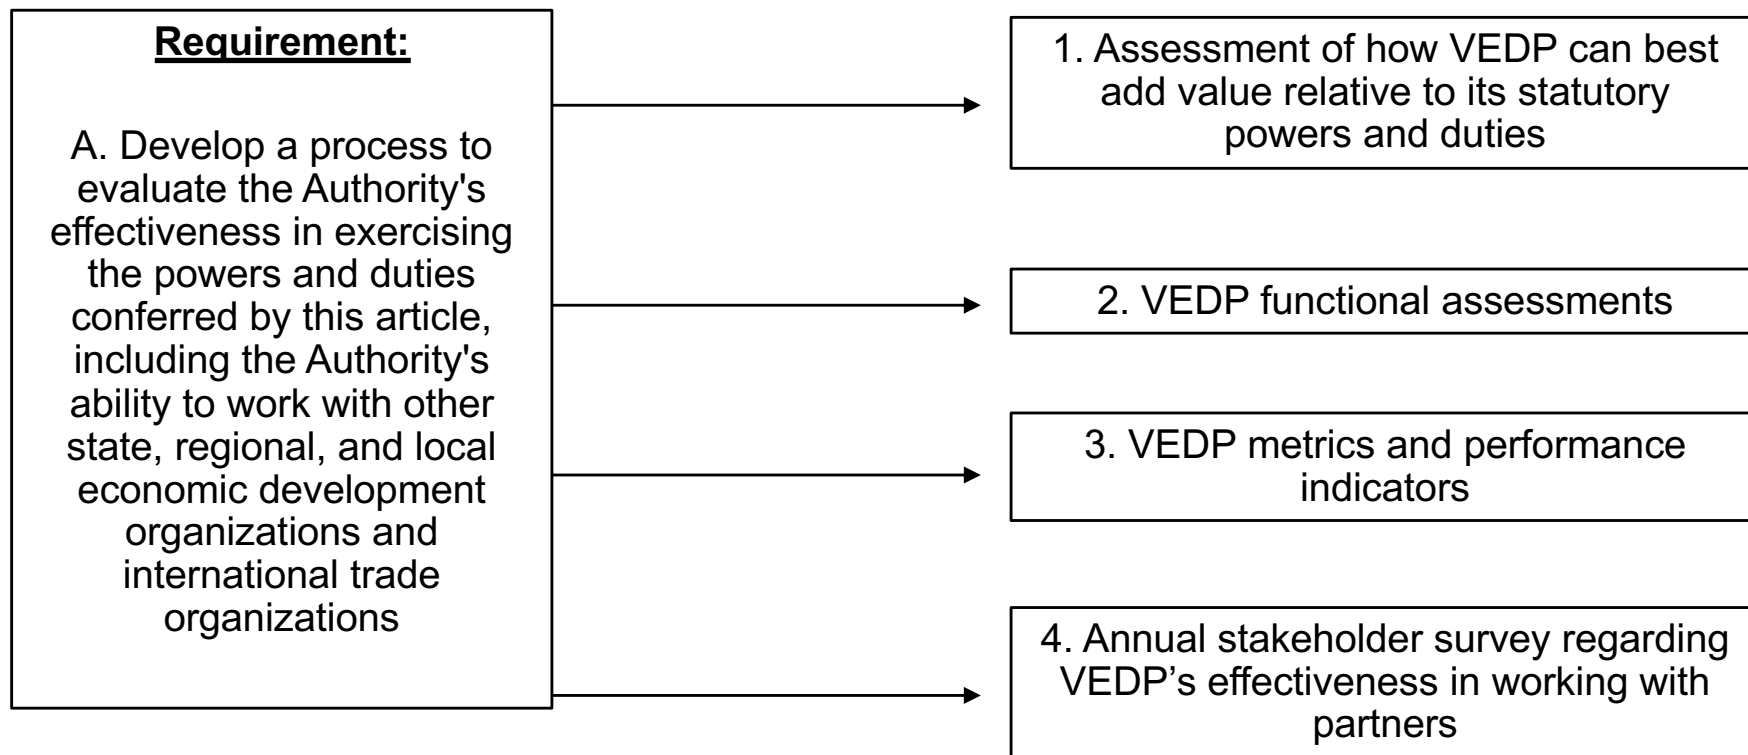 Requirement:
A. Develop a process to
evaluate the Authority's
effectiveness in exercising
the powers and duties
conferred by this article,
including the Authority's
ability to work with other
state, regional, and local
economic development
organizations and
international trade
organizations
1. Assessment of how VEDP can best
add value relative to its statutory
powers and duties
2. VEDP functional assessments
3. VEDP metrics and performance
indicators
4. Annual stakeholder survey regarding
VEDP’s effectiveness in working with
partners